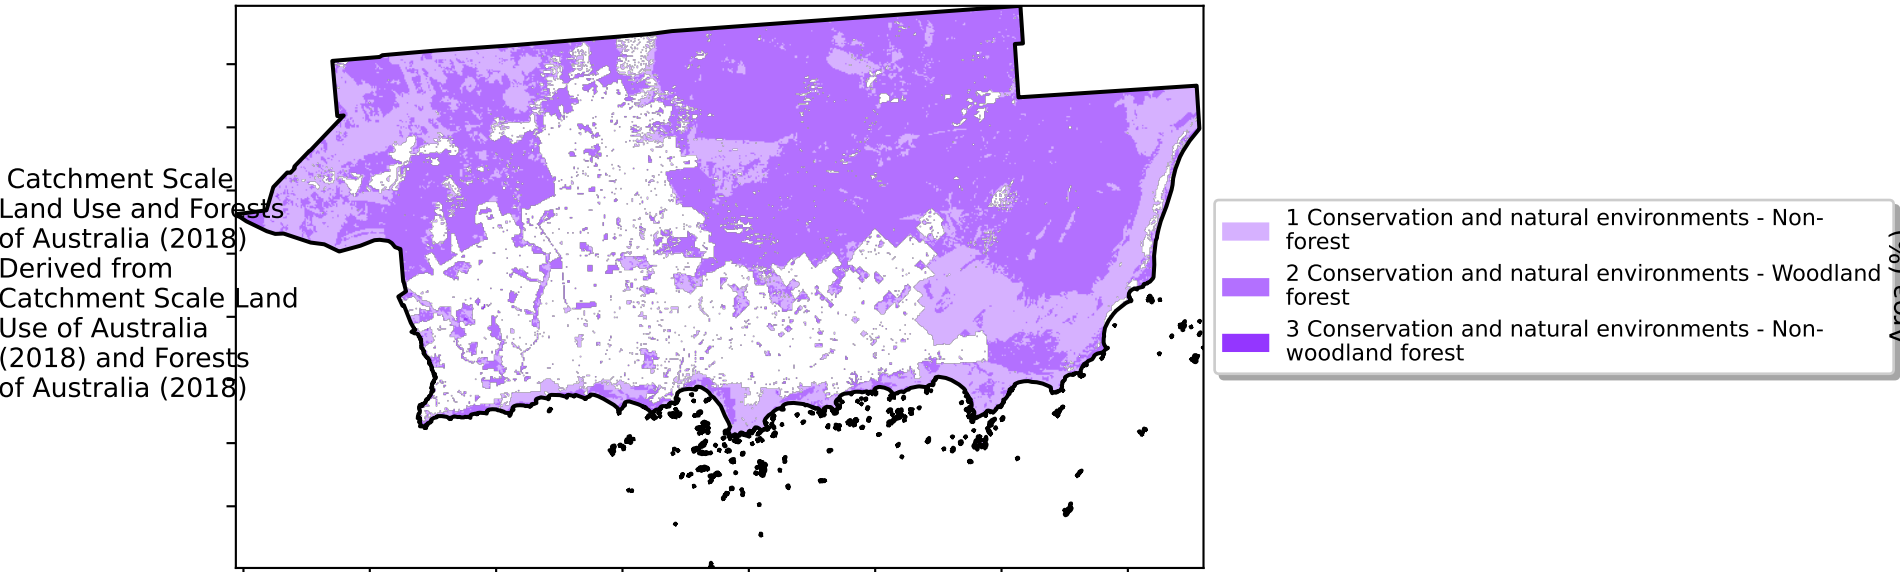 Catchment Scale
Land Use and Forests
of Australia (2018)
Derived from
Catchment Scale Land
Use of Australia
(2018) and Forests
of Australia (2018)
1 Conservation and natural environments - Non-
forest
2 Conservation and natural environments - Woodland
forest
3 Conservation and natural environments - Non-
woodland forest